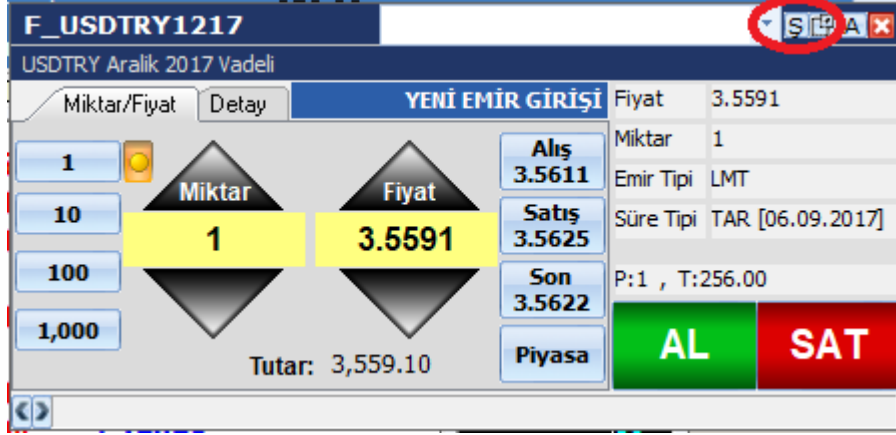 F_USDTRY1217
Ş A
USDTRY Aralik 2017 Vadeli
Miktar/Fiyat Detay YENİ EMİR GİRİŞİ
1
10
100
1,000
Miktar
1
Fiyat
3.5591
Tutar: 3,559.10
Alış
3.5611
Satış
3.5625
Son
3.5622
Piyasa
Fiyat 3.5591
Miktar 1
Emir Tipi LMT
Süre Tipi TAR [06.09.2017]
P:1 , T:256.00
AL SAT